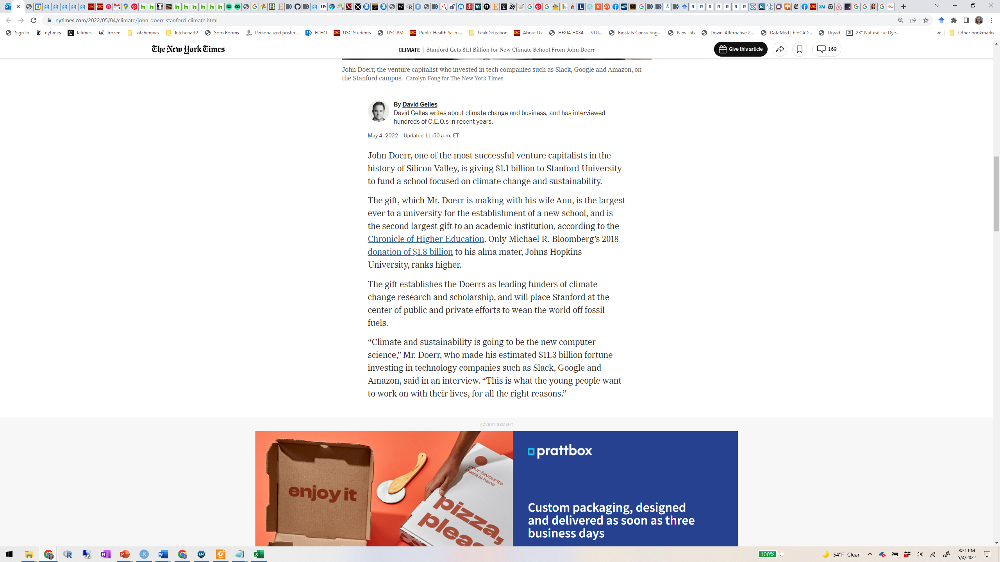 nytimes.com/2022/05/04/climate/john-doerr-stanford-climate.html
Sign In nytimes latimes frozen kitchenpics kitchenart2 Soto Rooms Personalized poster... ECHO USC Students USC PM Public Health Scien... PeakDetection About Us HEXIA HX34 — STU... Biostats Consulting... New Tab Down-Alternative 2... DataMed | bioCAD... Dryad 23" Natural Tie Dye... » Other bookmarks
The New York Times CLIMATE | Stanford Gets $1.1 Billion for New Climate School From John Doerr Give this article 169
John Doerr, the venture capitalist who invested in tech companies such as Slack, Google and Amazon, on
the Stanford campus. Carolyn Fong for The New York Times
By David Gelles
David Gelles writes about climate change and business, and has interviewed
hundreds of C.E.O.s in recent years.
May 4, 2022 Updated 11:50 a.m. ET
John Doerr, one of the most successful venture capitalists in the
history of Silicon Valley, is giving $1.1 billion to Stanford University
to fund a school focused on climate change and sustainability.
The gift, which Mr. Doerr is making with his wife Ann, is the largest
ever to a university for the establishment of a new school, and is
the second largest gift to an academic institution, according to the
Chronicle of Higher Education. Only Michael R. Bloomberg’s 2018
donation of $1.8 billion to his alma mater, Johns Hopkins
University, ranks higher.
The gift establishes the Doerrs as leading funders of climate
change research and scholarship, and will place Stanford at the
center of public and private efforts to wean the world off fossil
fuels.
“Climate and sustainability is going to be the new computer
science,” Mr. Doerr, who made his estimated $11.3 billion fortune
investing in technology companies such as Slack, Google and
Amazon, said in an interview. “This is what the young people want
to work on with their lives, for all the right reasons.”
ADVERTISEMENT
enjoy it
your favourite
pizza is here
pizza,
pleas
prattbox
Custom packaging, designed
and delivered as soon as three
business days
100% 54°F Clear 8:31 PM
5/4/2022